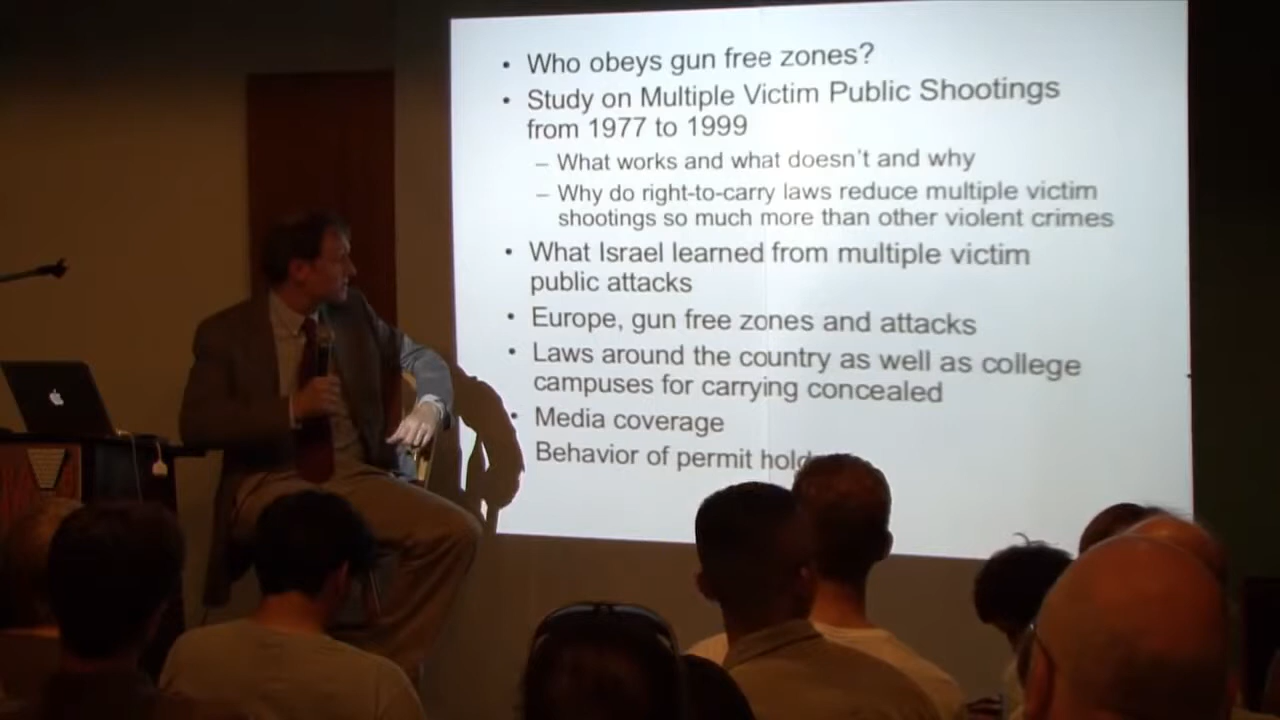 • Who obeys gun free zones?
• Study on Multiple Victim Public Shootings
from 1977 to 1999
– What works and what doesn't and why
– Why do right-to-carry laws reduce multiple victim
shootings so much more than other violent crimes
• What Israel learned from multiple victim
public attacks
• Europe, gun free zones and attacks
• Laws around the country as well as college
campuses for carrying concealed
• Media coverage
Behavior of permit